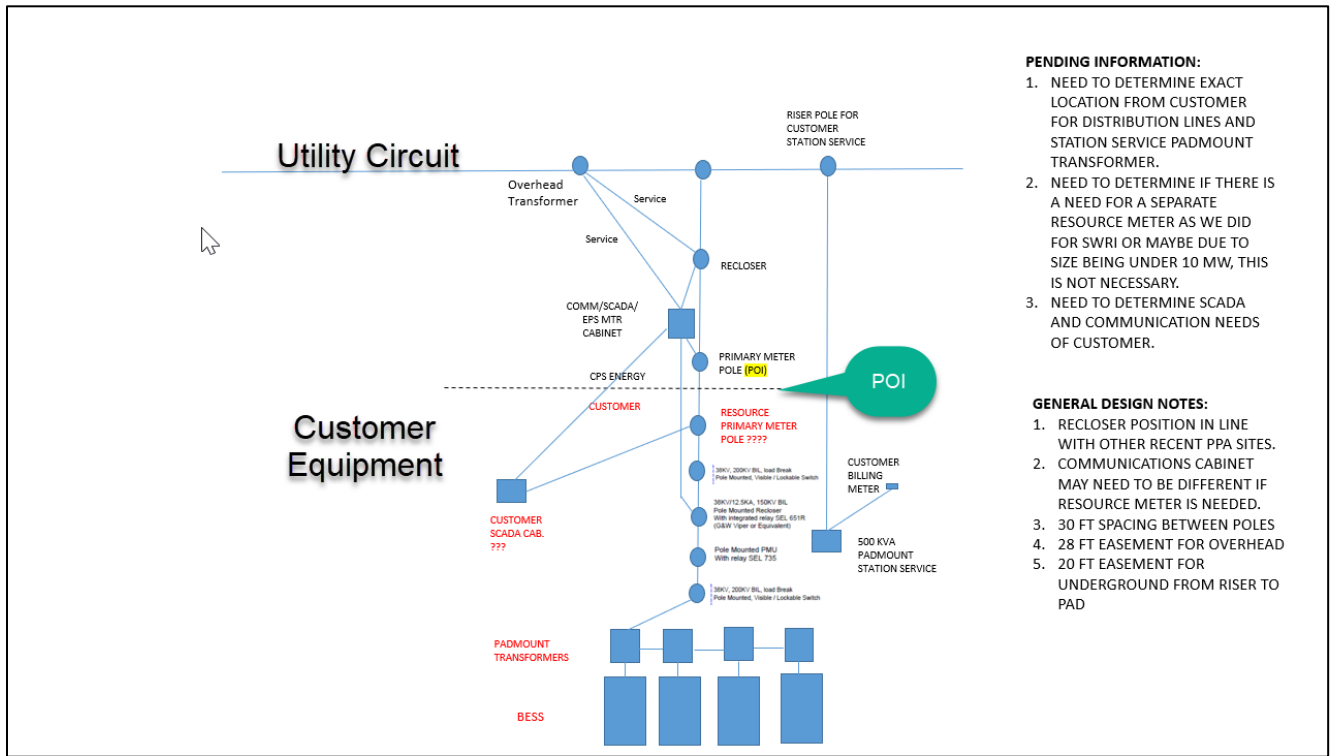 Utility Circuit
Overhead
Transformer
Service
Service
RISER POLE FOR
CUSTOMER
STATION SERVICE
RECLOSER
COMM/SCADA/
EPS MTR
CABINET
PRIMARY METER
POLE (POI)
CPS ENERGY
POI
CUSTOMER
Customer
Equipment
RESOURCE
PRIMARY METER
POLE ????
38KV, 200KV BIL, load Break
Pole Mounted, Visible / Lockable Switch
CUSTOMER
BILLING
METER
CUSTOMER
SCADA CAB.
???
38KV/12.5KA, 150KV BIL
Pole Mounted Recloser
With integrated relay SEL 651R
(G&W Viper or Equivalent)
500 KVA
PADMOUNT
STATION SERVICE
Pole Mounted PMU
With relay SEL 735
38KV, 200KV BIL, load Break
Pole Mounted, Visible / Lockable Switch
PADMOUNT
TRANSFORMERS
BESS
PENDING INFORMATION:
1. NEED TO DETERMINE EXACT
LOCATION FROM CUSTOMER
FOR DISTRIBUTION LINES AND
STATION SERVICE PADMOUNT
TRANSFORMER.
2. NEED TO DETERMINE IF THERE IS
A NEED FOR A SEPARATE
RESOURCE METER AS WE DID
FOR SWRI OR MAYBE DUE TO
SIZE BEING UNDER 10 MW, THIS
IS NOT NECESSARY.
3. NEED TO DETERMINE SCADA
AND COMMUNICATION NEEDS
OF CUSTOMER.
GENERAL DESIGN NOTES:
1. RECLOSER POSITION IN LINE
WITH OTHER RECENT PPA SITES.
2. COMMUNICATIONS CABINET
MAY NEED TO BE DIFFERENT IF
RESOURCE METER IS NEEDED.
3. 30 FT SPACING BETWEEN POLES
4. 28 FT EASEMENT FOR OVERHEAD
5. 20 FT EASEMENT FOR
UNDERGROUND FROM RISER TO
PAD